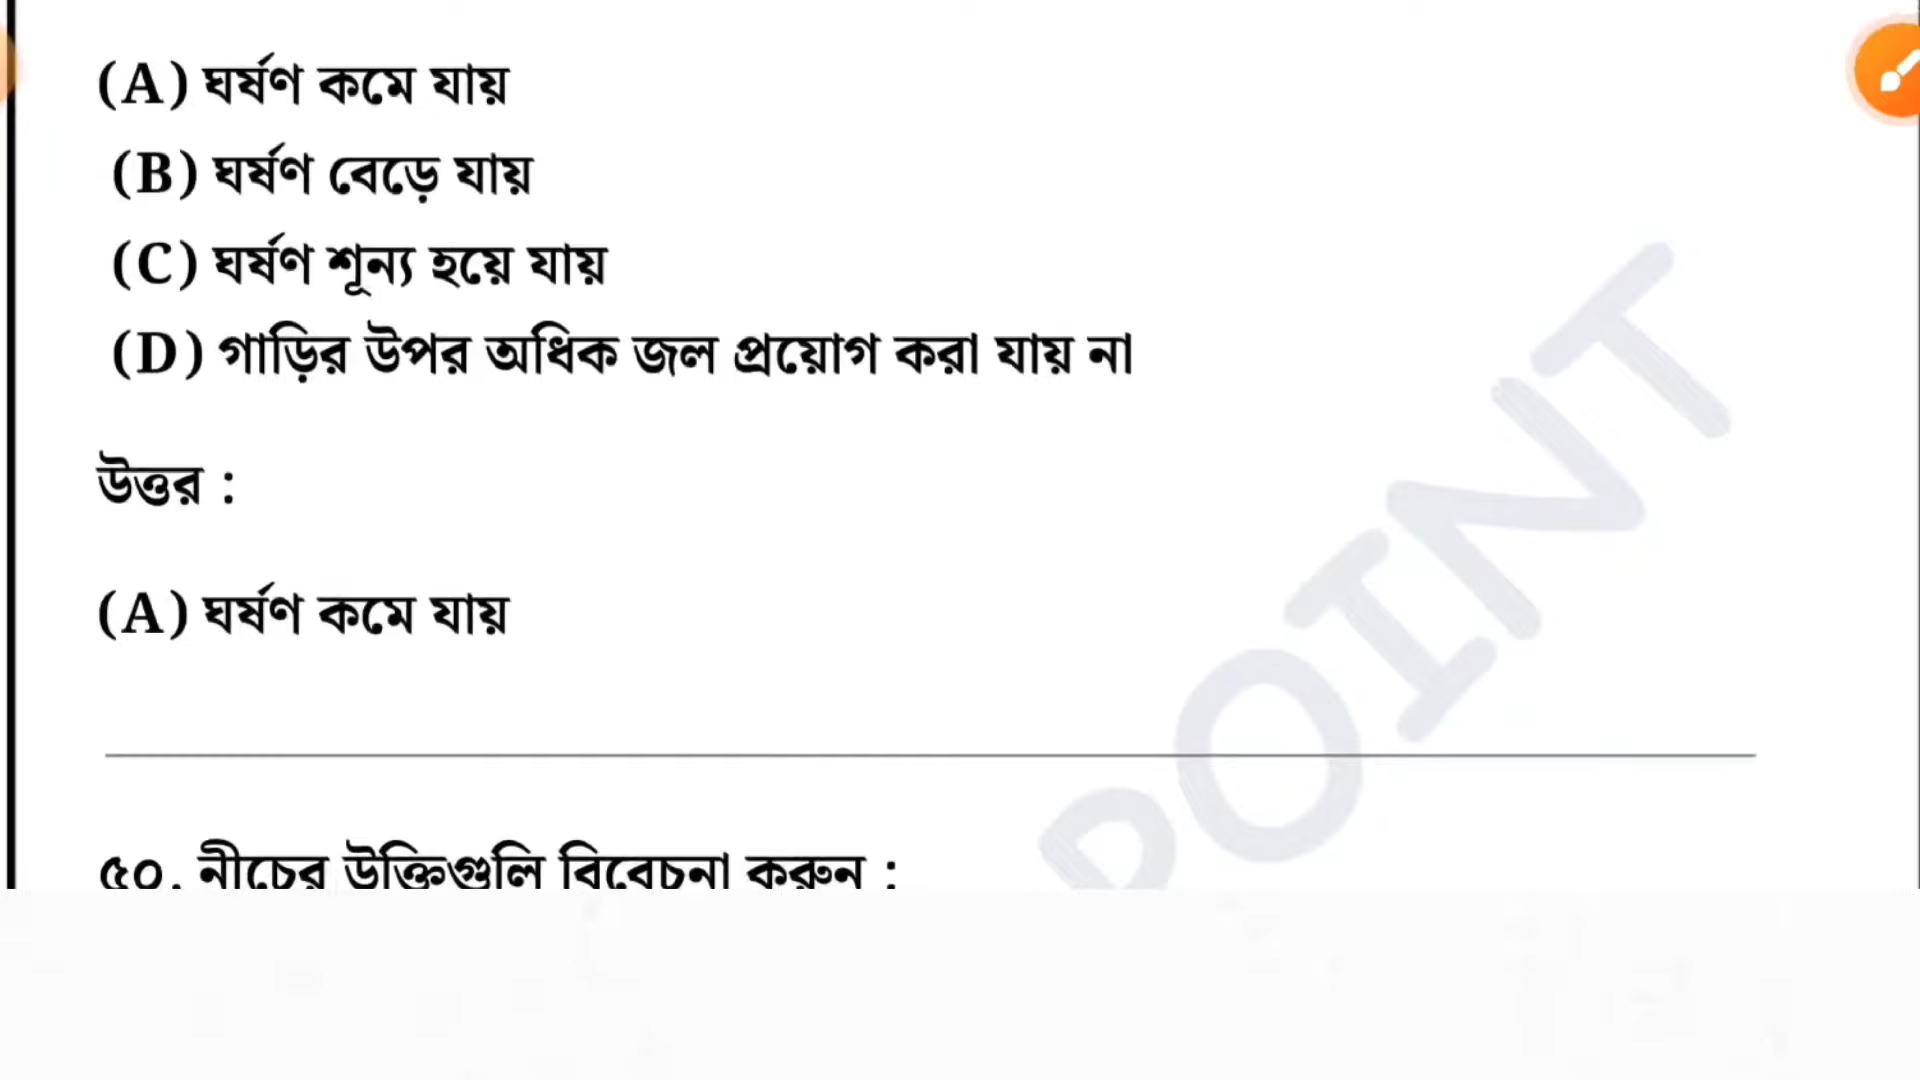 (A) ঘর্ষণ কমে যায়
(B) ঘর্ষণ বেড়ে যায়
(C) ঘর্ষণ শূন্য হয়ে যায়
(D) গাড়ির উপর অধিক জল প্রয়োগ করা যায় না
উত্তর :
(A) ঘর্ষণ কমে যায়
৫০. নীচের উক্তিগুলি বিবেচনা করুন :
POINT